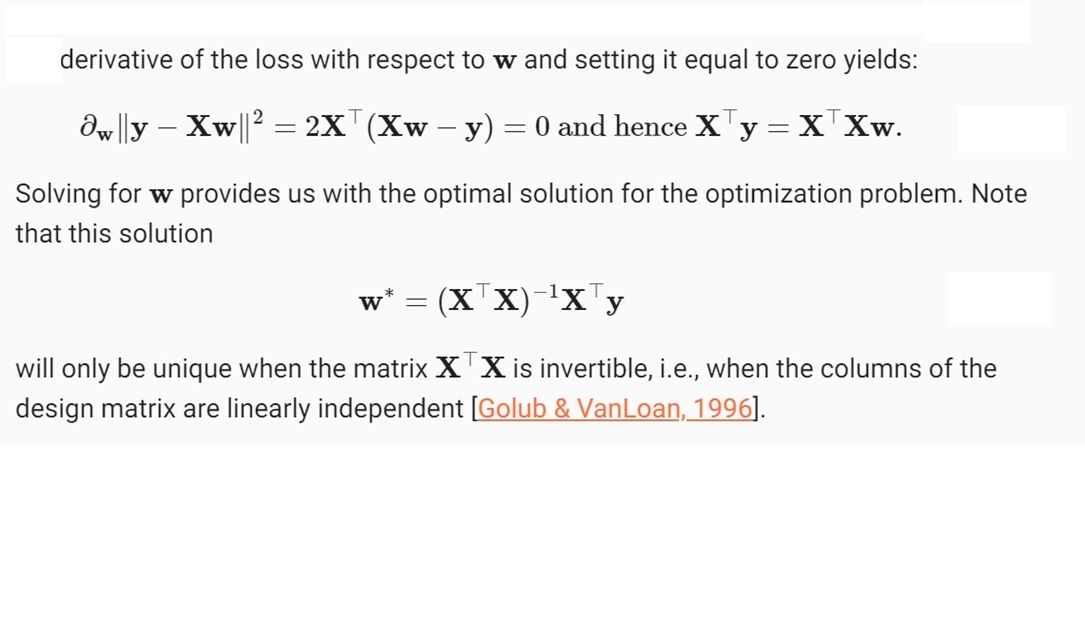 derivative of the loss with respect to w and setting it equal to zero yields:
∂_w‖y − Xw‖² = 2X^⊤(Xw − y) = 0 and hence X^⊤y = X^⊤Xw.
Solving for w provides us with the optimal solution for the optimization problem. Note
that this solution
w* = (X^⊤X)⁻¹X^⊤y
will only be unique when the matrix X^⊤X is invertible, i.e., when the columns of the
design matrix are linearly independent [Golub & VanLoan, 1996].